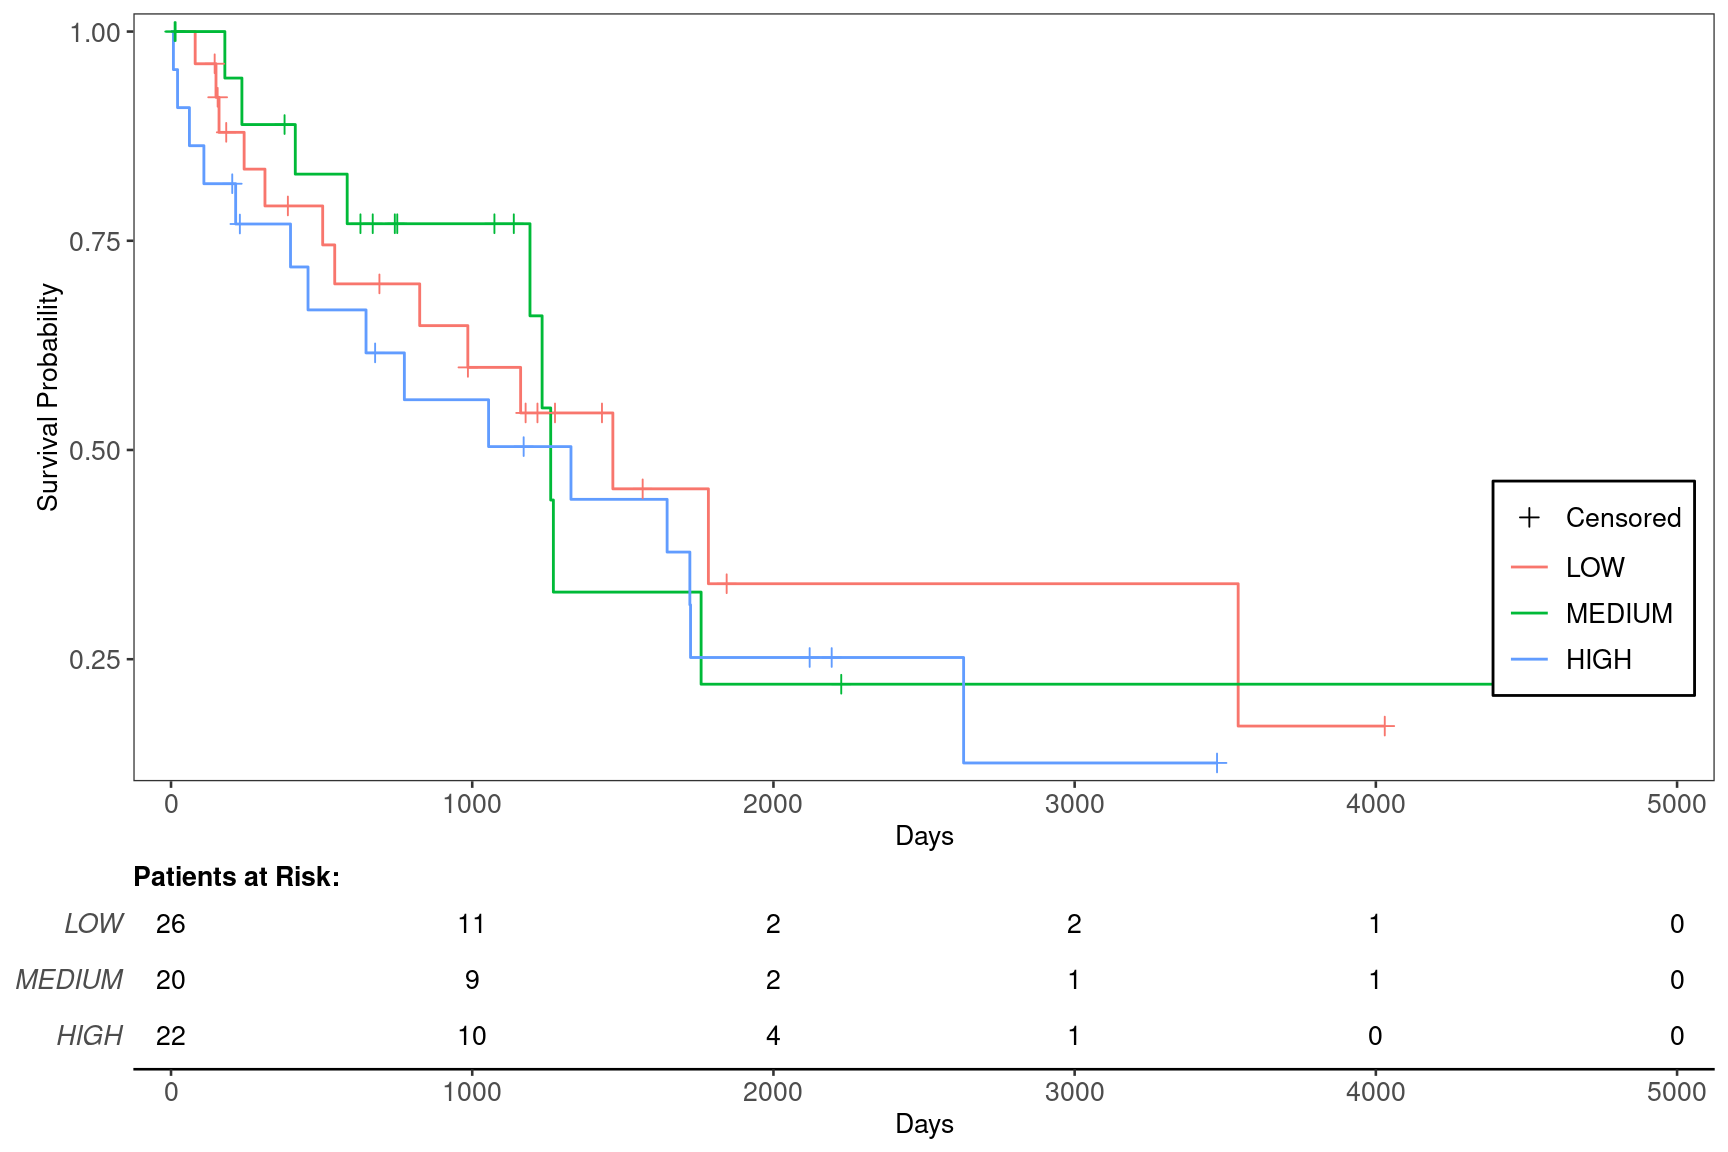 1.00
0.75
0.50
0.25
Survival Probability
Censored
LOW
MEDIUM
HIGH
0 1000 2000 3000 4000 5000
Days
Patients at Risk:
LOW 26 11 2 2 1 0
MEDIUM 20 9 2 1 1 0
HIGH 22 10 4 1 0 0
0 1000 2000 3000 4000 5000
Days